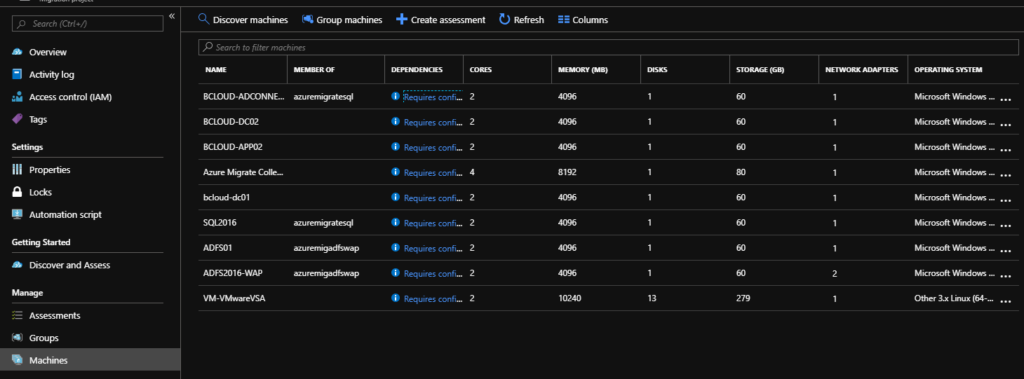 Migration project
Search (Ctrl+/)
«
Overview
Activity log
Access control (IAM)
Tags
Settings
Properties
Locks
Automation script
Getting Started
Discover and Assess
Manage
Assessments
Groups
Machines
Discover machines Group machines Create assessment Refresh Columns
Search to filter machines
NAME MEMBER OF DEPENDENCIES CORES MEMORY (MB) DISKS STORAGE (GB) NETWORK ADAPTERS OPERATING SYSTEM
BCLOUD-ADCONNE... azuremigratesql Requires confi... 2 4096 1 60 1 Microsoft Windows ... ...
BCLOUD-DC02 Requires confi... 2 4096 1 60 1 Microsoft Windows ... ...
BCLOUD-APP02 Requires confi... 2 4096 1 60 1 Microsoft Windows ... ...
Azure Migrate Colle... Requires confi... 4 8192 1 80 1 Microsoft Windows ... ...
bcloud-dc01 Requires confi... 2 4096 1 60 1 Microsoft Windows ... ...
SQL2016 azuremigratesql Requires confi... 2 4096 1 60 1 Microsoft Windows ... ...
ADFS01 azuremigadfswap Requires confi... 2 4096 1 60 1 Microsoft Windows ... ...
ADFS2016-WAP azuremigadfswap Requires confi... 2 4096 1 60 2 Microsoft Windows ... ...
VM-VMwareVSA Requires confi... 2 10240 13 279 1 Other 3.x Linux (64-... ...